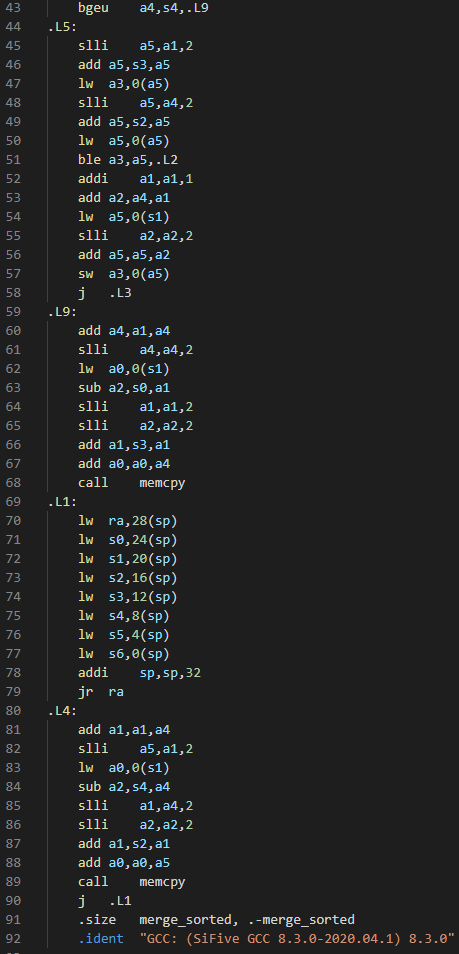 43 bgeu a4,s4,.L9
44 .L5:
45 slli a5,a1,2
46 add a5,s3,a5
47 lw a3,0(a5)
48 slli a5,a4,2
49 add a5,s2,a5
50 lw a5,0(a5)
51 ble a3,a5,.L2
52 addi a1,a1,1
53 add a2,a4,a1
54 lw a5,0(s1)
55 slli a2,a2,2
56 add a5,a5,a2
57 sw a3,0(a5)
58 j .L3
59 .L9:
60 add a4,a1,a4
61 slli a4,a4,2
62 lw a0,0(s1)
63 sub a2,s0,a1
64 slli a1,a1,2
65 slli a2,a2,2
66 add a1,s3,a1
67 add a0,a0,a4
68 call memcpy
69 .L1:
70 lw ra,28(sp)
71 lw s0,24(sp)
72 lw s1,20(sp)
73 lw s2,16(sp)
74 lw s3,12(sp)
75 lw s4,8(sp)
76 lw s5,4(sp)
77 lw s6,0(sp)
78 addi sp,sp,32
79 jr ra
80 .L4:
81 add a1,a1,a4
82 slli a5,a1,2
83 lw a0,0(s1)
84 sub a2,s4,a4
85 slli a1,a4,2
86 slli a2,a2,2
87 add a1,s2,a1
88 add a0,a0,a5
89 call memcpy
90 j .L1
91 .size merge_sorted, .-merge_sorted
92 .ident "GCC: (SiFive GCC 8.3.0-2020.04.1) 8.3.0"